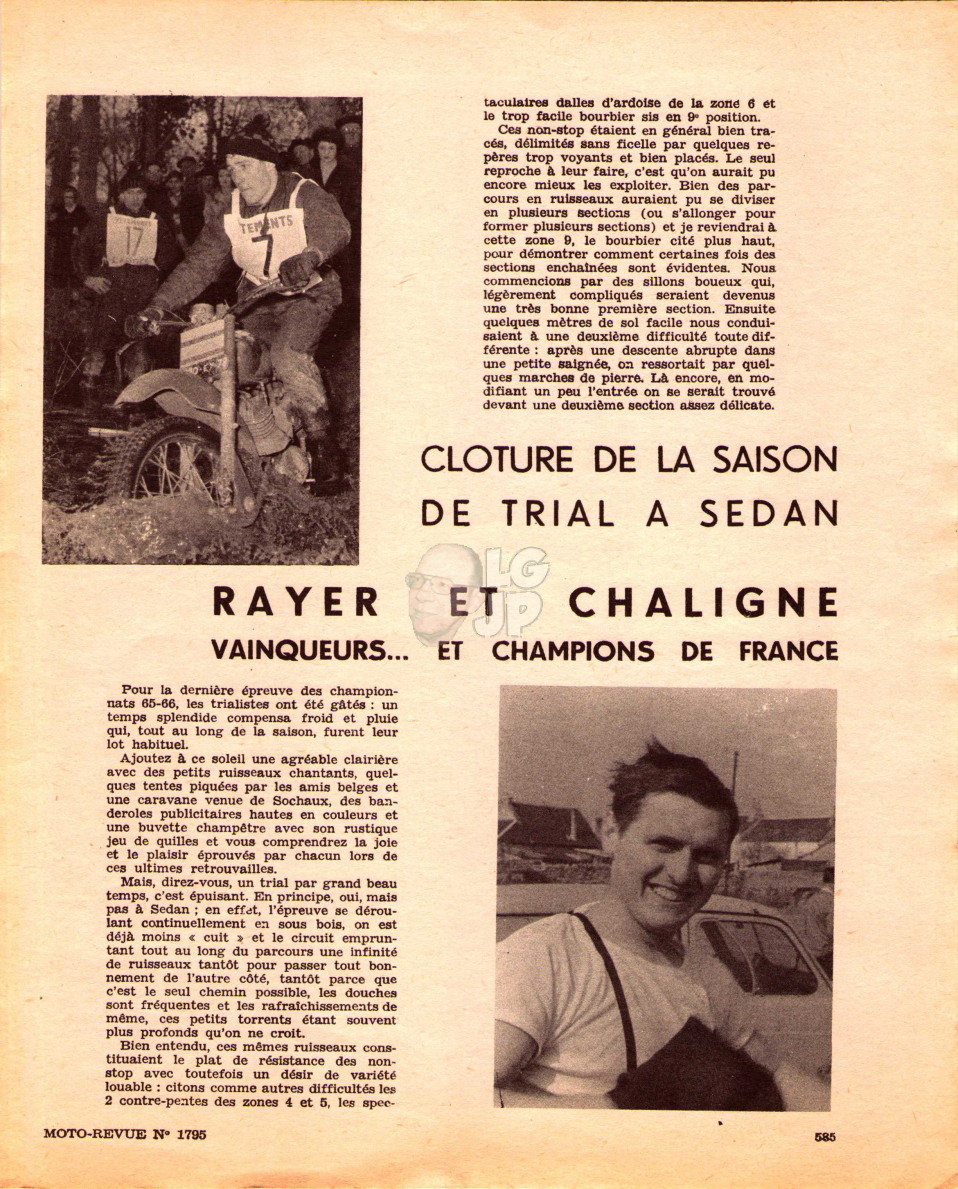 CLOTURE DE LA SAISON
DE TRIAL A SEDAN
RAYER ET CHALIGNE
VAINQUEURS... ET CHAMPIONS DE FRANCE
Pour la dernière épreuve des champion-
nats 65-66, les trialistes ont été gâtés : un
temps splendide compensa froid et pluie
qui, tout au long de la saison, furent leur
lot habituel.
Ajoutez à ce soleil une agréable clairière
avec des petits ruisseaux chantants, quel-
ques tentes piquées par les amis belges et
une caravane venue de Sochaux, des ban-
deroles publicitaires hautes en couleurs et
une buvette champêtre avec son rustique
jeu de quilles et vous comprendrez la joie
et le plaisir éprouvés par chacun lors de
ces ultimes retrouvailles.
Mais, direz-vous, un trial par grand beau
temps, c'est épuisant. En principe, oui, mais
pas à Sedan ; en effet, l'épreuve se dérou-
lant continuellement en sous bois, on est
déjà moins « cuit » et le circuit emprun-
tant tout au long du parcours une infinité
de ruisseaux tantôt pour passer tout bon-
nement de l'autre côté, tantôt parce que
c'est le seul chemin possible, les douches
sont fréquentes et les rafraîchissements de
même, ces petits torrents étant souvent
plus profonds qu'on ne croit.
Bien entendu, ces mêmes ruisseaux cons-
tituaient le plat de résistance des non-
stop avec toutefois un désir de variété
louable : citons comme autres difficultés les
2 contre-pentes des zones 4 et 5, les spec-
taculaires dalles d'ardoise de la zone 6 et
le trop facile bourbier sis en 9e position.
Ces non-stop étaient en général bien tra-
cés, délimités sans ficelle par quelques re-
pères trop voyants et bien placés. Le seul
reproche à leur faire, c'est qu'on aurait pu
encore mieux les exploiter. Bien des par-
cours en ruisseaux auraient pu se diviser
en plusieurs sections (ou s'allonger pour
former plusieurs sections) et je reviendrai à
cette zone 9, le bourbier cité plus haut,
pour démontrer comment certaines fois des
sections enchaînées sont évidentes. Nous
commencions par des sillons boueux qui,
légèrement compliqués seraient devenus
une très bonne première section. Ensuite
quelques mètres de sol facile nous condui-
saient à une deuxième difficulté toute dif-
férente : après une descente abrupte dans
une petite saignée, on ressortait par quel-
ques marches de pierre. Là encore, en mo-
difiant un peu l'entrée on se serait trouvé
devant une deuxième section assez délicate.
17
7
LG
JP
MOTO-REVUE No 1795
585